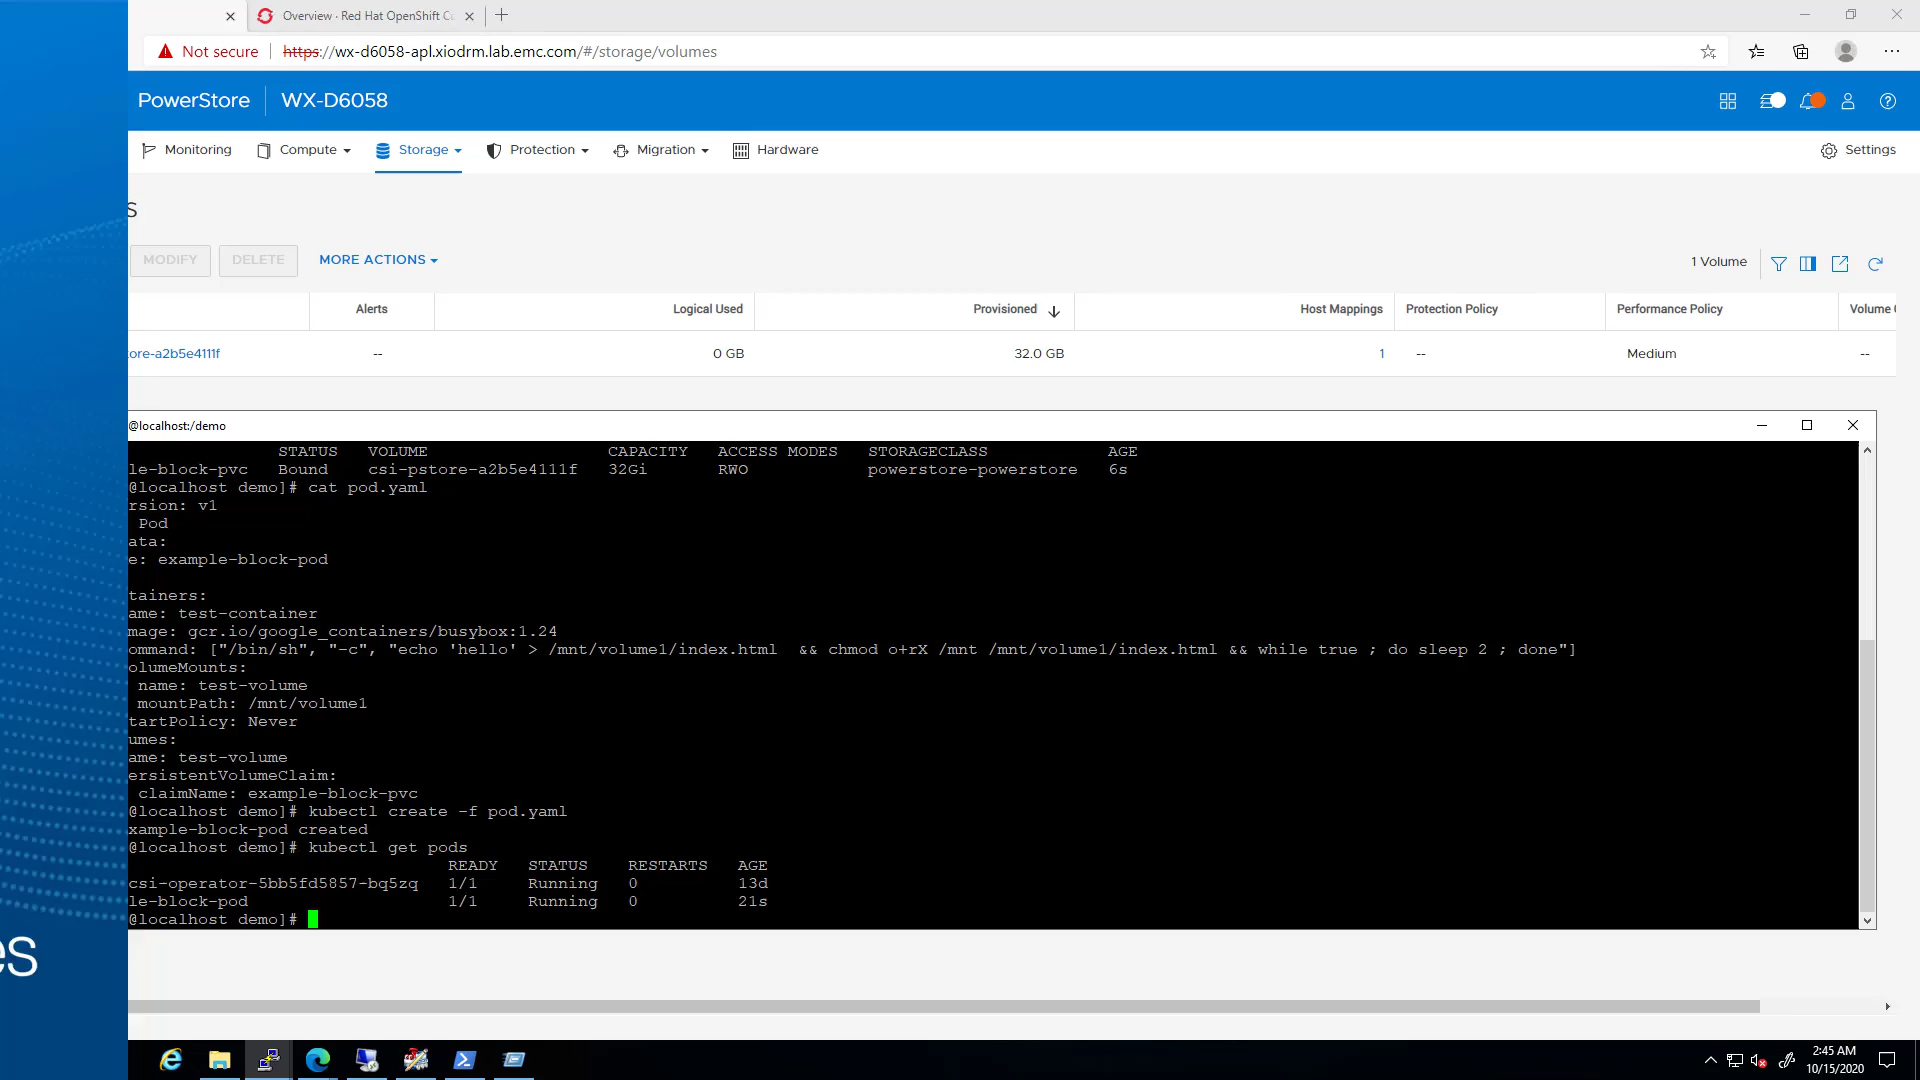 Overview - Red Hat OpenShift Co
Not secure https://wx-d6058-apl.xiodrm.lab.emc.com/#/storage/volumes
PowerStore WX-D6058
Monitoring Compute Storage Protection Migration Hardware Settings
s
MODIFY DELETE MORE ACTIONS 1 Volume
Alerts Logical Used Provisioned Host Mappings Protection Policy Performance Policy Volume
ore-a2b5e4111f -- 0 GB 32.0 GB 1 -- Medium --
@localhost:/demo
STATUS VOLUME CAPACITY ACCESS MODES STORAGECLASS AGE
le-block-pvc Bound csi-pstore-a2b5e4111f 32Gi RWO powerstore-powerstore 6s
@localhost demo]# cat pod.yaml
rsion: v1
Pod
ata:
e: example-block-pod
tainers:
ame: test-container
mage: gcr.io/google_containers/busybox:1.24
ommand: ["/bin/sh", "-c", "echo 'hello' > /mnt/volume1/index.html  && chmod o+rX /mnt /mnt/volume1/index.html && while true ; do sleep 2 ; done"]
olumeMounts:
name: test-volume
mountPath: /mnt/volume1
tartPolicy: Never
umes:
ame: test-volume
ersistentVolumeClaim:
claimName: example-block-pvc
@localhost demo]# kubectl create -f pod.yaml
xample-block-pod created
@localhost demo]# kubectl get pods
READY STATUS RESTARTS AGE
csi-operator-5bb5fd5857-bq5zq 1/1 Running 0 13d
le-block-pod 1/1 Running 0 21s
@localhost demo]#
es
2:45 AM
10/15/2020